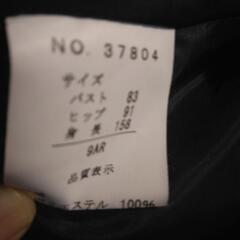 NO. 37804
サイズ
バスト 83
ヒップ 91
身長 158
9AR
品質表示
エステル 100%